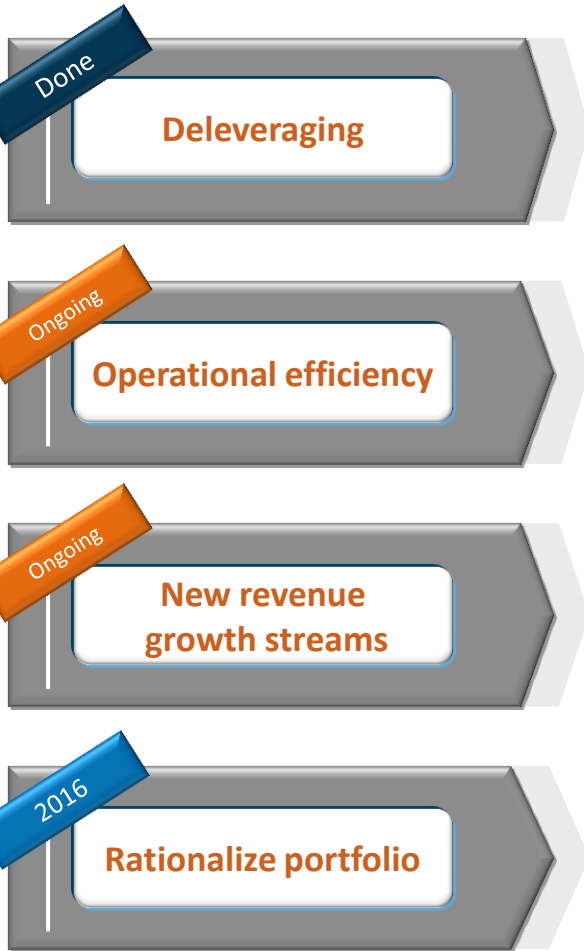 Done
Deleveraging
Ongoing
Operational efficiency
Ongoing
New revenue
growth streams
2016
Rationalize portfolio